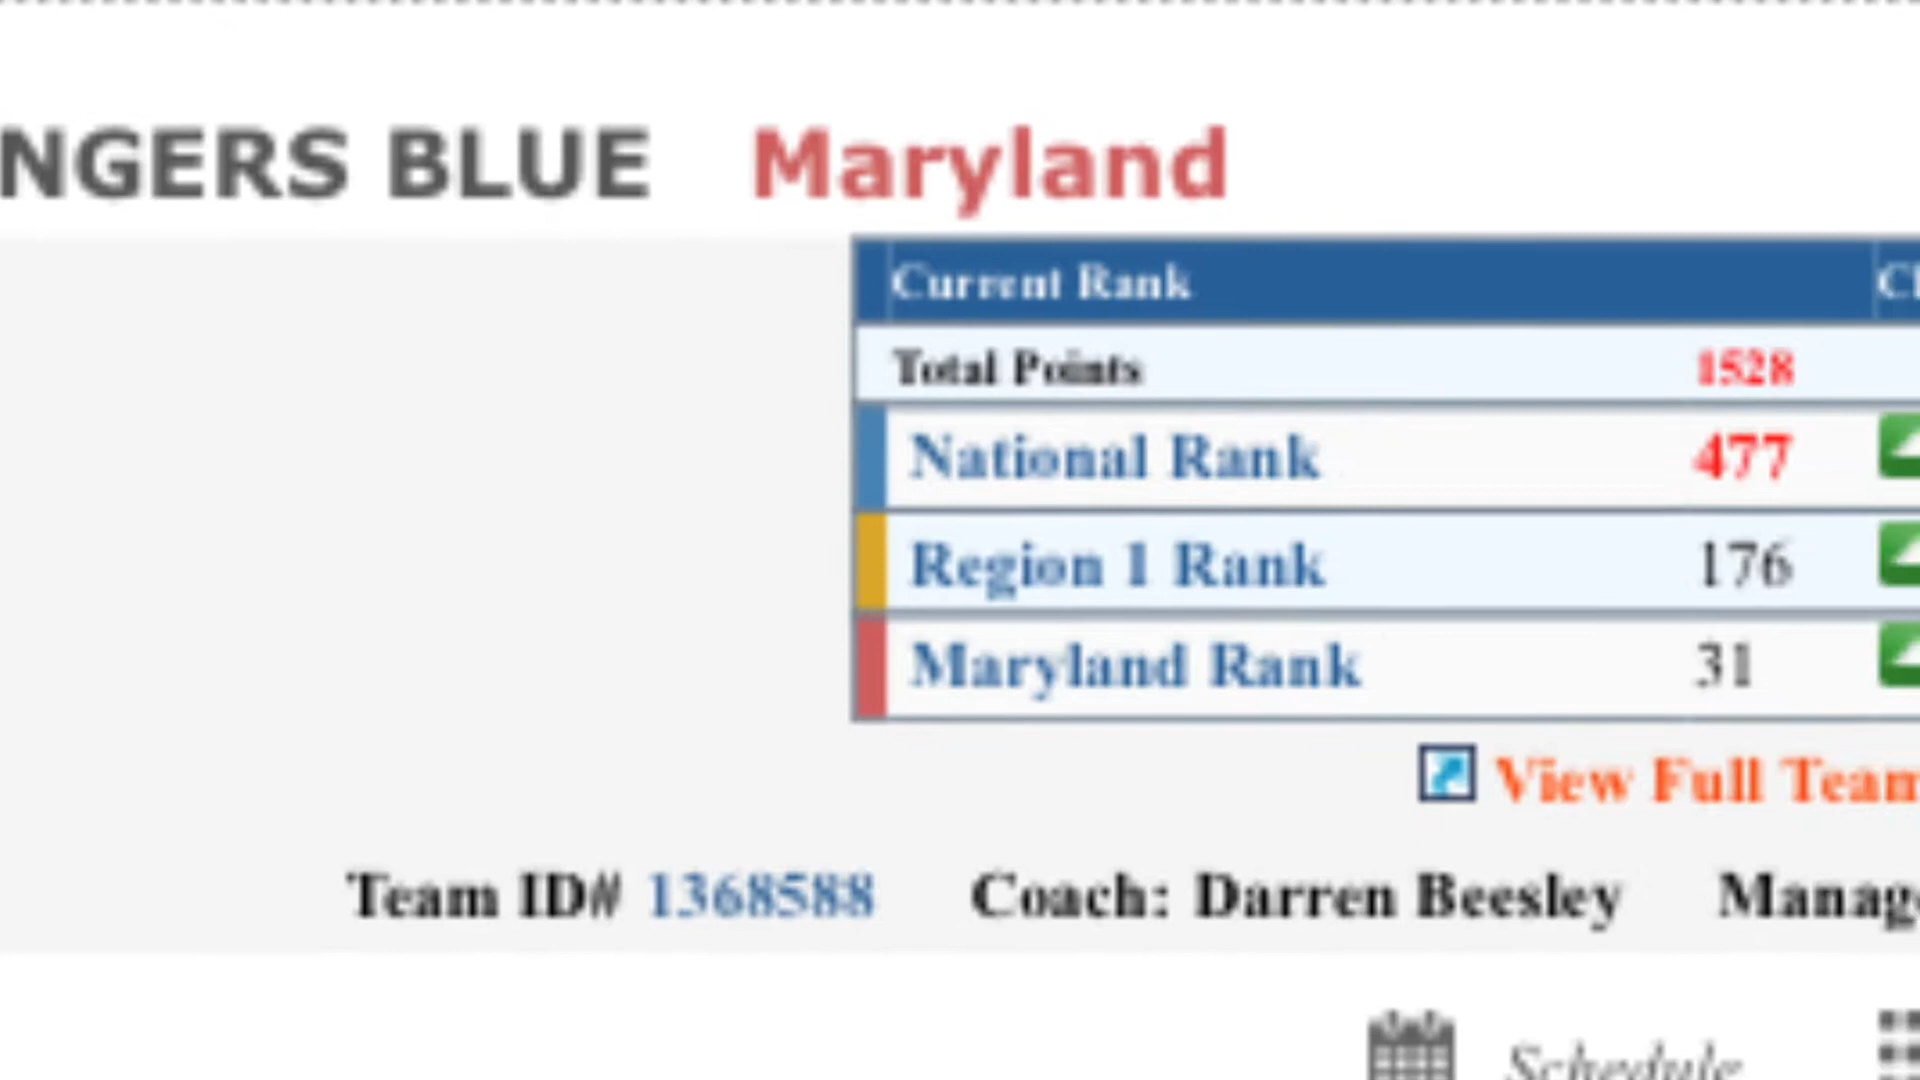 NGERS BLUE Maryland
Current Rank
Total Points 1528
National Rank 477
Region 1 Rank 176
Maryland Rank 31
View Full Team
Team ID# 1368588 Coach: Darren Beesley Manag
Schedule